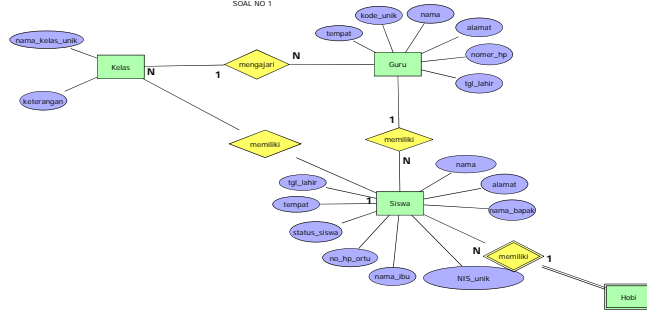 SOAL NO 1
kode_unik
nama
alamat
tempat
nama_kelas_unik
nomer_hp
N
mengajari
Guru
Kelas
N
1
tgl_lahir
keterangan
1
memiliki
memiliki
N
nama
tgl_lahir
alamat
tempat
1
Siswa
nama_bapak
status_siswa
no_hp_ortu
N
memiliki
1
nama_ibu
NIS_unik
Hobi